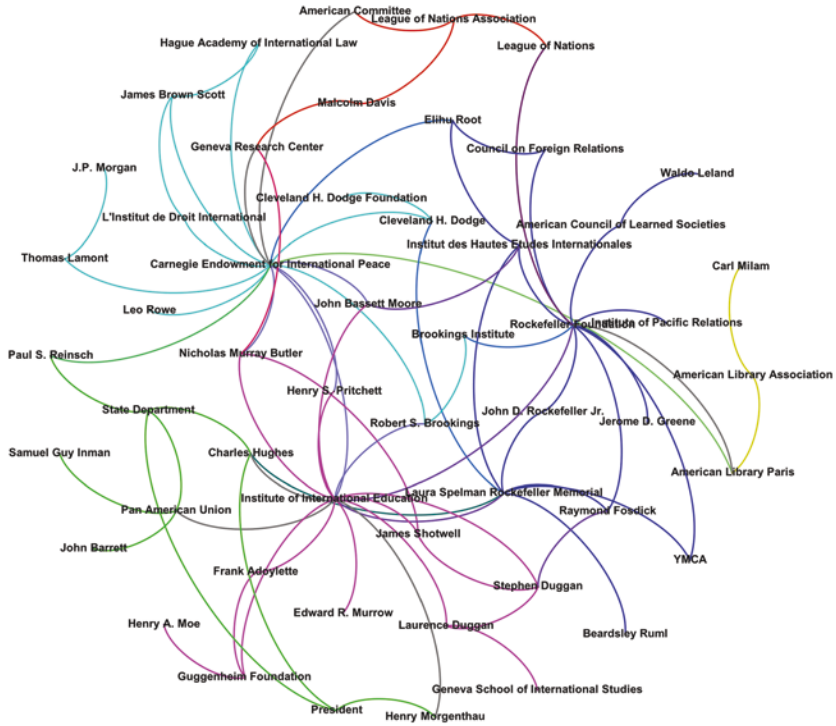 American Committee
League of Nations Association
Hague Academy of International Law
League of Nations
James Brown Scott
Malcolm Davis
Elihu Root
Geneva Research Center
Council on Foreign Relations
J.P. Morgan
Waldo Leland
Cleveland H. Dodge Foundation
L'Institut de Droit International
Cleveland H. Dodge
American Council of Learned Societies
Institut des Hautes Etudes Internationales
Thomas Lamont
Carnegie Endowment for International Peace
Carl Milam
Leo Rowe
John Bassett Moore
Rockefeller Foundation
Institute of Pacific Relations
Brookings Institute
Paul S. Reinsch
Nicholas Murray Butler
American Library Association
Henry S. Pritchett
State Department
John D. Rockefeller Jr.
Robert S. Brookings
Jerome D. Greene
Samuel Guy Inman
Charles Hughes
American Library Paris
Institute of International Education
Laura Spelman Rockefeller Memorial
Pan American Union
Raymond Fosdick
James Shotwell
John Barrett
YMCA
Frank Adoylette
Stephen Duggan
Edward R. Murrow
Henry A. Moe
Laurence Duggan
Beardsley Ruml
Guggenheim Foundation
Geneva School of International Studies
President
Henry Morgenthau